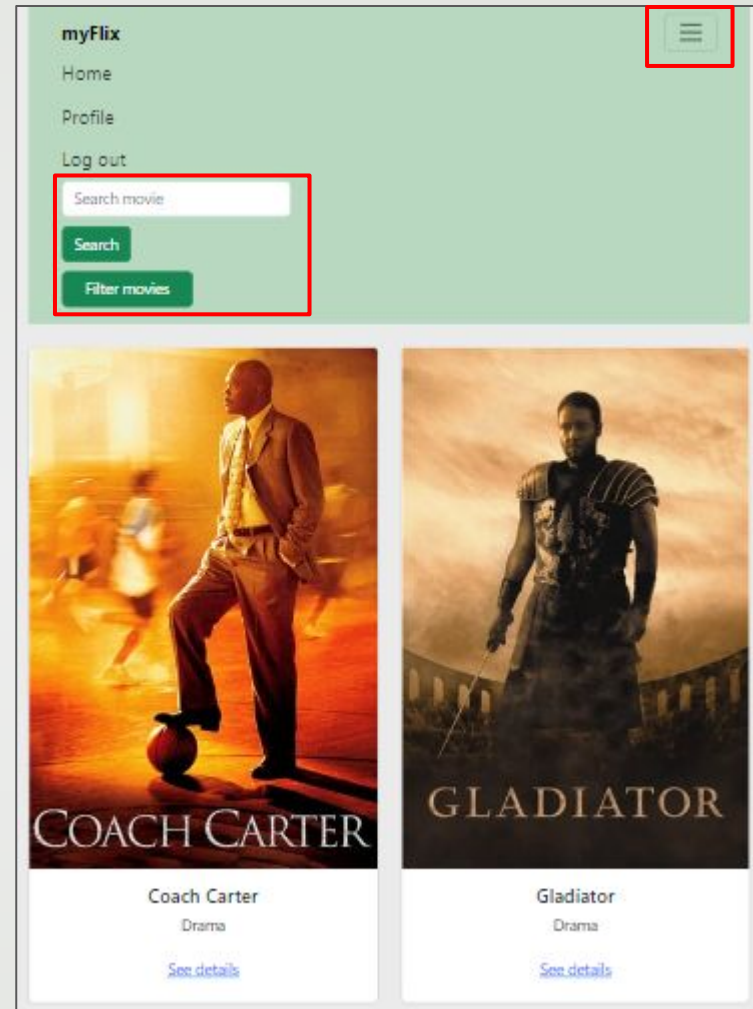 myFlix
Home
Profile
Log out
Search movie
Search
Filter movies
COACH CARTER
GLADIATOR
Coach Carter
Gladiator
Drama
Drama
See details
See details